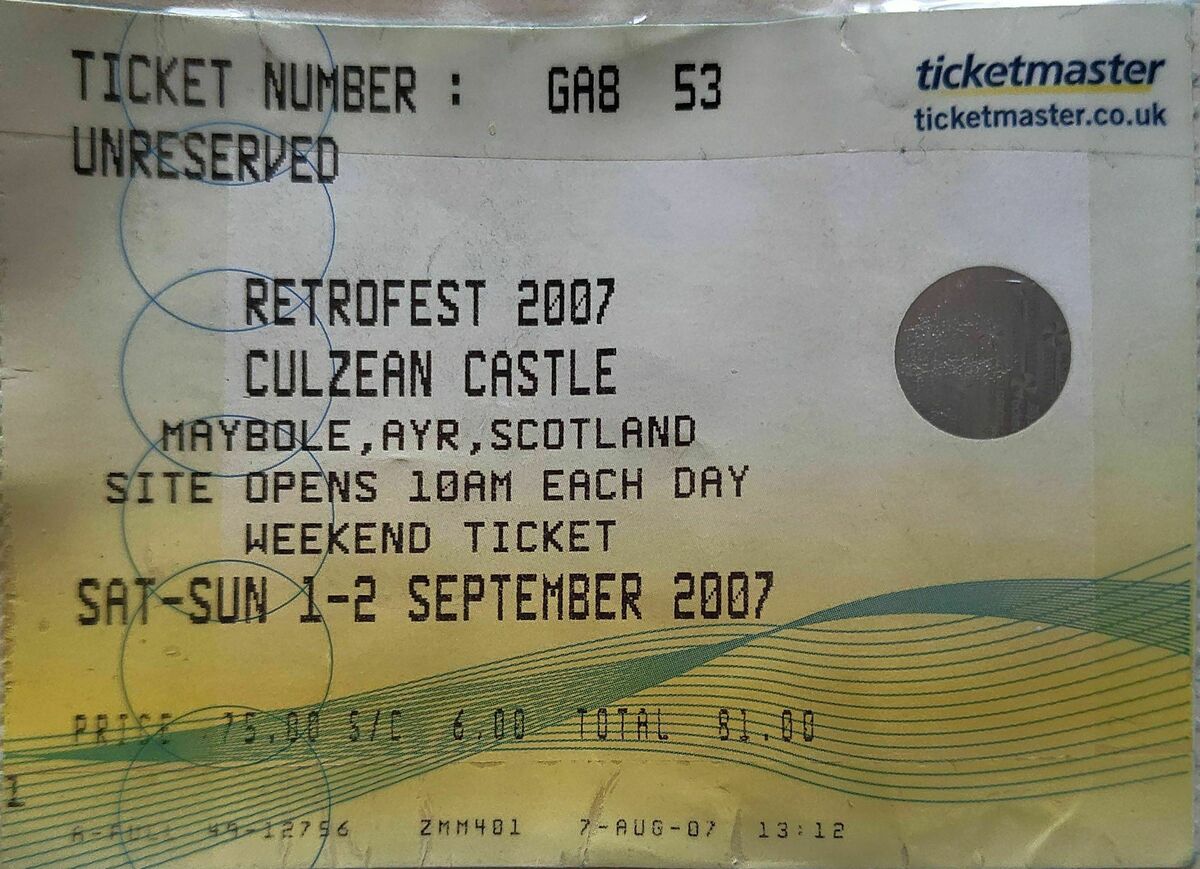 TICKET NUMBER : GA8 53
ticketmaster
ticketmaster.co.uk
UNRESERVED
RETROFEST 2007
CULZEAN CASTLE
MAYBOLE,AYR,SCOTLAND
SITE OPENS 10AM EACH DAY
WEEKEND TICKET
SAT-SUN 1-2 SEPTEMBER 2007
PRICE 75.00 S/C 6.00 TOTAL 81.00
1
49-12756 ZMM401 7-AUG-07 13:12